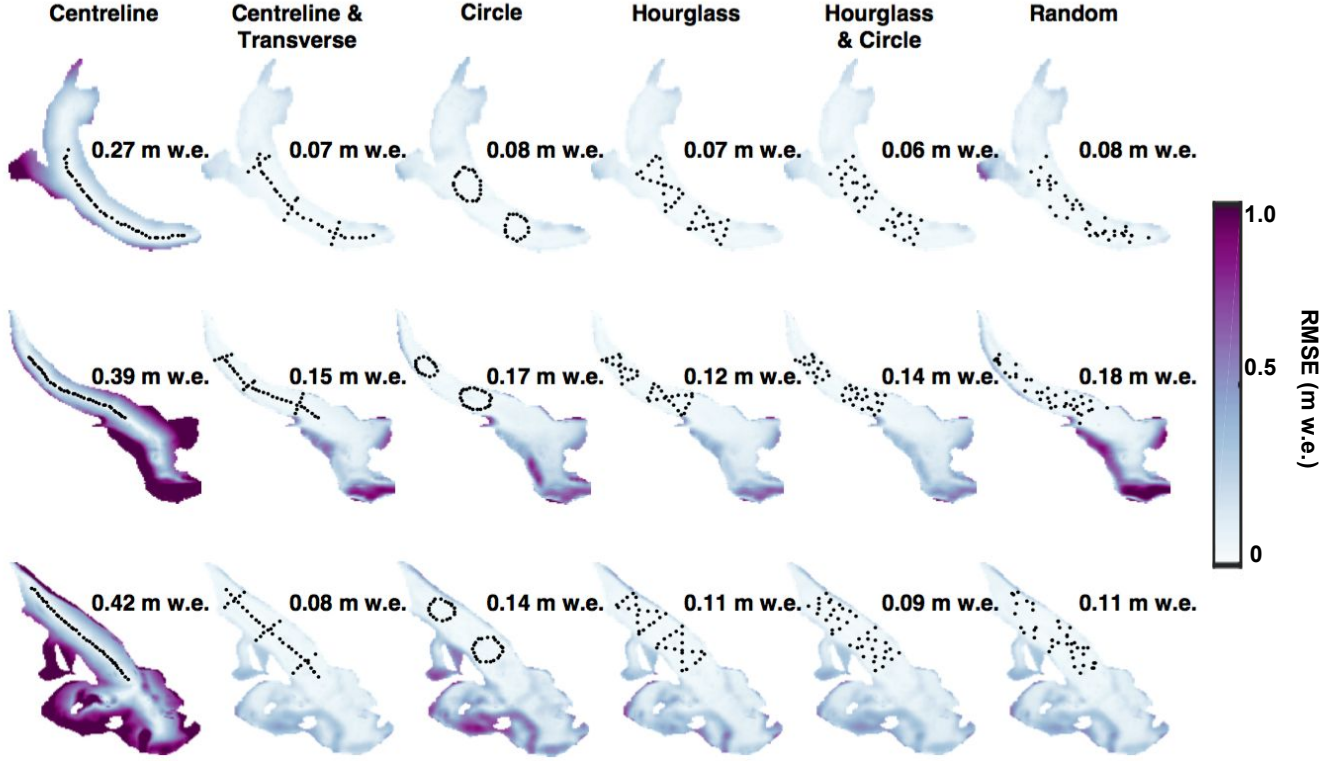 Centreline
Centreline &
Transverse
Circle
Hourglass
Hourglass
& Circle
Random
0.27 m w.e.
0.07 m w.e.
0.08 m w.e.
0.07 m w.e.
0.06 m w.e.
0.08 m w.e.
0.39 m w.e.
0.15 m w.e.
0.17 m w.e.
0.12 m w.e.
0.14 m w.e.
0.18 m w.e.
0.42 m w.e.
0.08 m w.e.
0.14 m w.e.
0.11 m w.e.
0.09 m w.e.
0.11 m w.e.
1.0
0.5
0
RMSE (m w.e.)